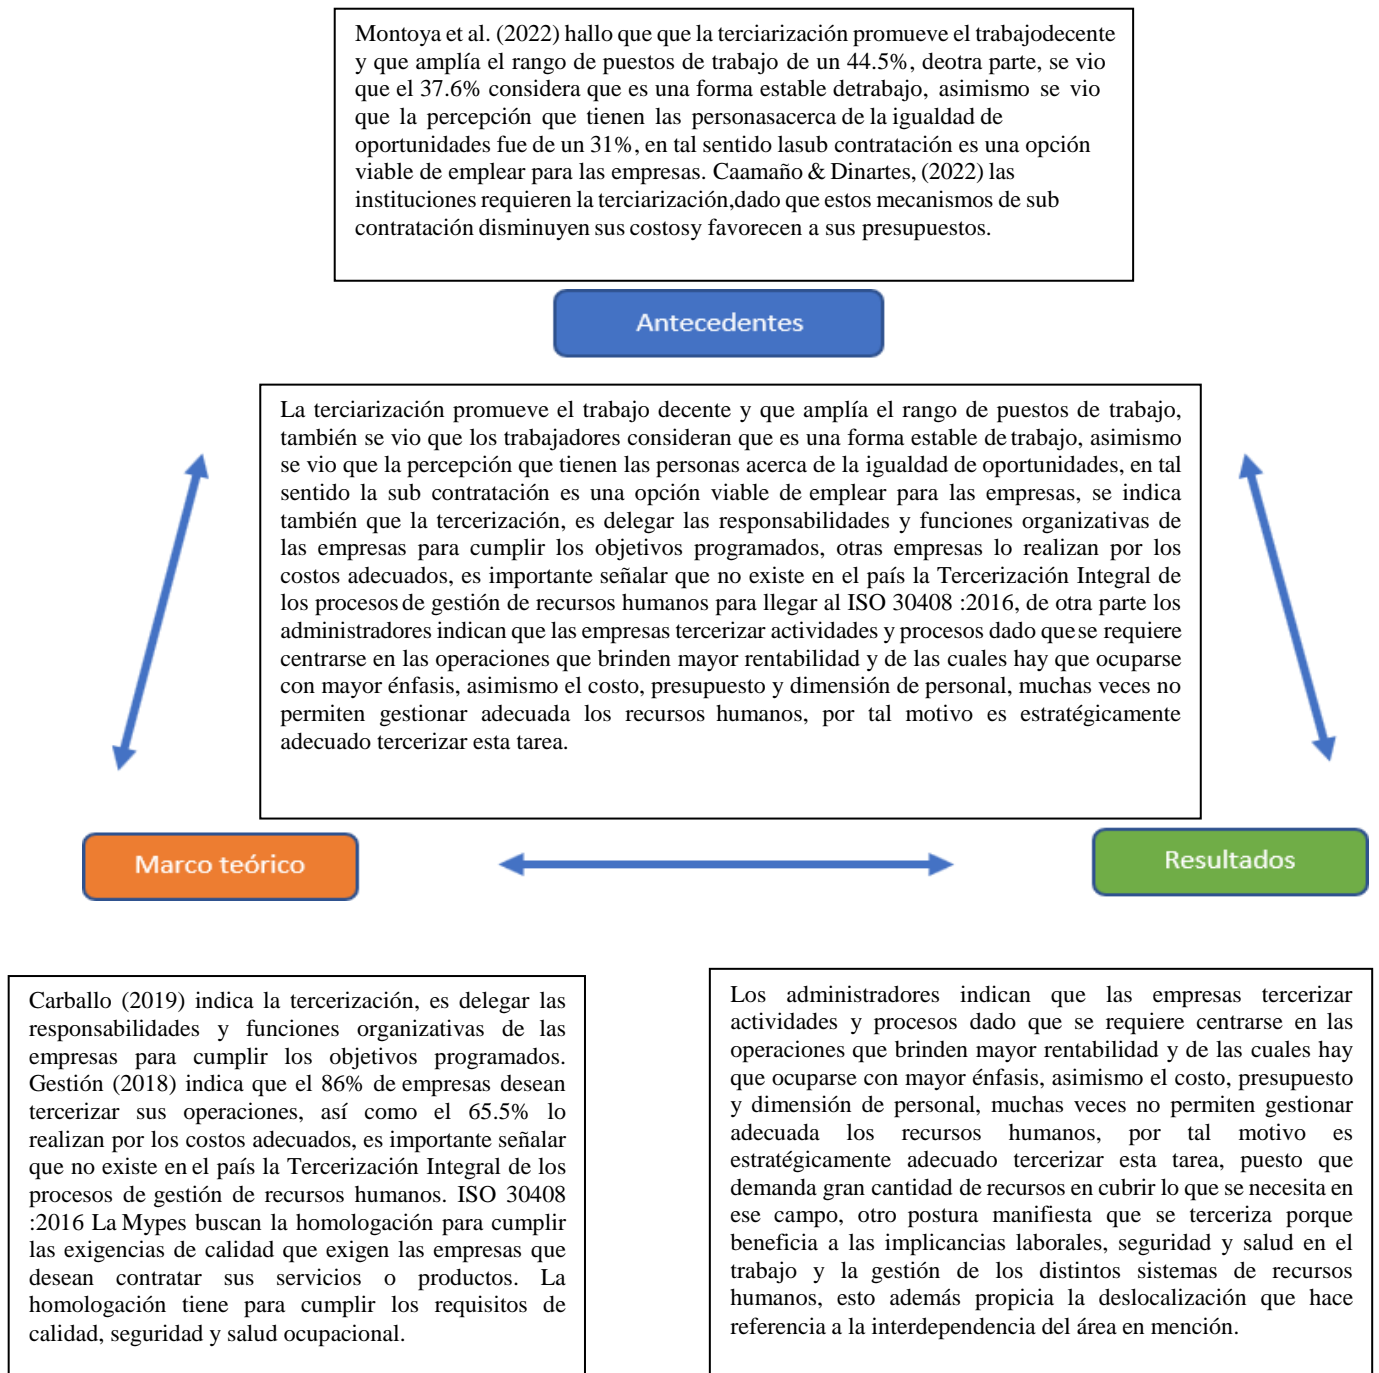 Montoya et al. (2022) hallo que que la terciarización promueve el trabajodecente
y que amplía el rango de puestos de trabajo de un 44.5%, deotra parte, se vio
que el 37.6% considera que es una forma estable detrabajo, asimismo se vio
que la percepción que tienen las personasacerca de la igualdad de
oportunidades fue de un 31%, en tal sentido lasub contratación es una opción
viable de emplear para las empresas. Caamaño & Dinartes, (2022) las
instituciones requieren la terciarización,dado que estos mecanismos de sub
contratación disminuyen sus costosy favorecen a sus presupuestos.
Antecedentes
La terciarización promueve el trabajo decente y que amplía el rango de puestos de trabajo,
también se vio que los trabajadores consideran que es una forma estable de trabajo, asimismo
se vio que la percepción que tienen las personas acerca de la igualdad de oportunidades, en tal
sentido la sub contratación es una opción viable de emplear para las empresas, se indica
también que la tercerización, es delegar las responsabilidades y funciones organizativas de
las empresas para cumplir los objetivos programados, otras empresas lo realizan por los
costos adecuados, es importante señalar que no existe en el país la Tercerización Integral de
los procesos de gestión de recursos humanos para llegar al ISO 30408 :2016, de otra parte los
administradores indican que las empresas tercerizar actividades y procesos dado que se requiere
centrarse en las operaciones que brinden mayor rentabilidad y de las cuales hay que ocuparse
con mayor énfasis, asimismo el costo, presupuesto y dimensión de personal, muchas veces no
permiten gestionar adecuada los recursos humanos, por tal motivo es estratégicamente
adecuado tercerizar esta tarea.
Marco teórico
Resultados
Carballo (2019) indica la tercerización, es delegar las
responsabilidades y funciones organizativas de las
empresas para cumplir los objetivos programados.
Gestión (2018) indica que el 86% de empresas desean
tercerizar sus operaciones, así como el 65.5% lo
realizan por los costos adecuados, es importante señalar
que no existe en el país la Tercerización Integral de los
procesos de gestión de recursos humanos. ISO 30408
:2016 La Mypes buscan la homologación para cumplir
las exigencias de calidad que exigen las empresas que
desean contratar sus servicios o productos. La
homologación tiene para cumplir los requisitos de
calidad, seguridad y salud ocupacional.
Los administradores indican que las empresas tercerizar
actividades y procesos dado que se requiere centrarse en las
operaciones que brinden mayor rentabilidad y de las cuales hay
que ocuparse con mayor énfasis, asimismo el costo, presupuesto
y dimensión de personal, muchas veces no permiten gestionar
adecuada los recursos humanos, por tal motivo es
estratégicamente adecuado tercerizar esta tarea, puesto que
demanda gran cantidad de recursos en cubrir lo que se necesita en
ese campo, otro postura manifiesta que se terceriza porque
beneficia a las implicancias laborales, seguridad y salud en el
trabajo y la gestión de los distintos sistemas de recursos
humanos, esto además propicia la deslocalización que hace
referencia a la interdependencia del área en mención.